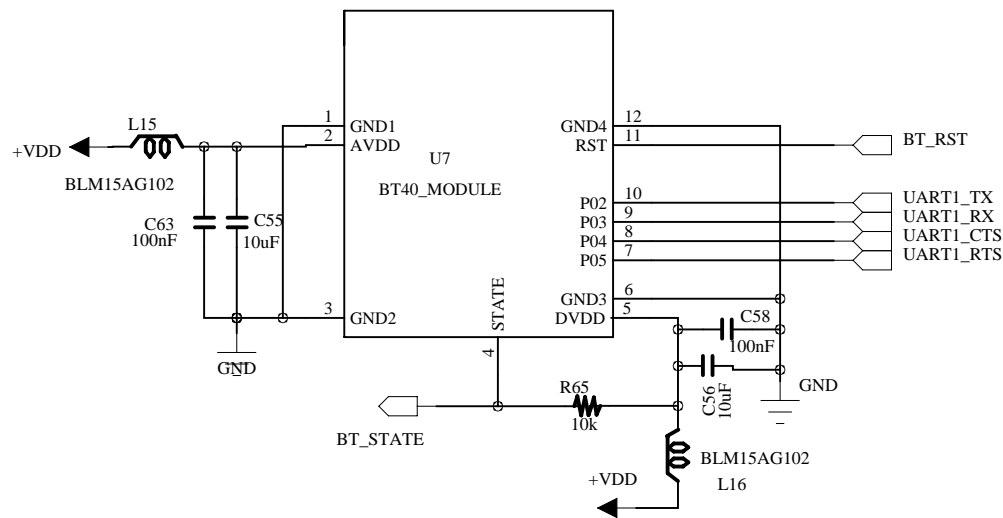 L15
+VDD
BLM15AG102
C63
100nF
C55
10uF
GND
1
2
3
GND1
AVDD
GND2
U7
BT40_MODULE
STATE
4
GND4
RST
P02
P03
P04
P05
GND3
DVDD
12
11
10
9
8
7
6
5
BT_RST
UART1_TX
UART1_RX
UART1_CTS
UART1_RTS
C58
100nF
C56
10uF
GND
R65
10k
BT_STATE
BLM15AG102
L16
+VDD